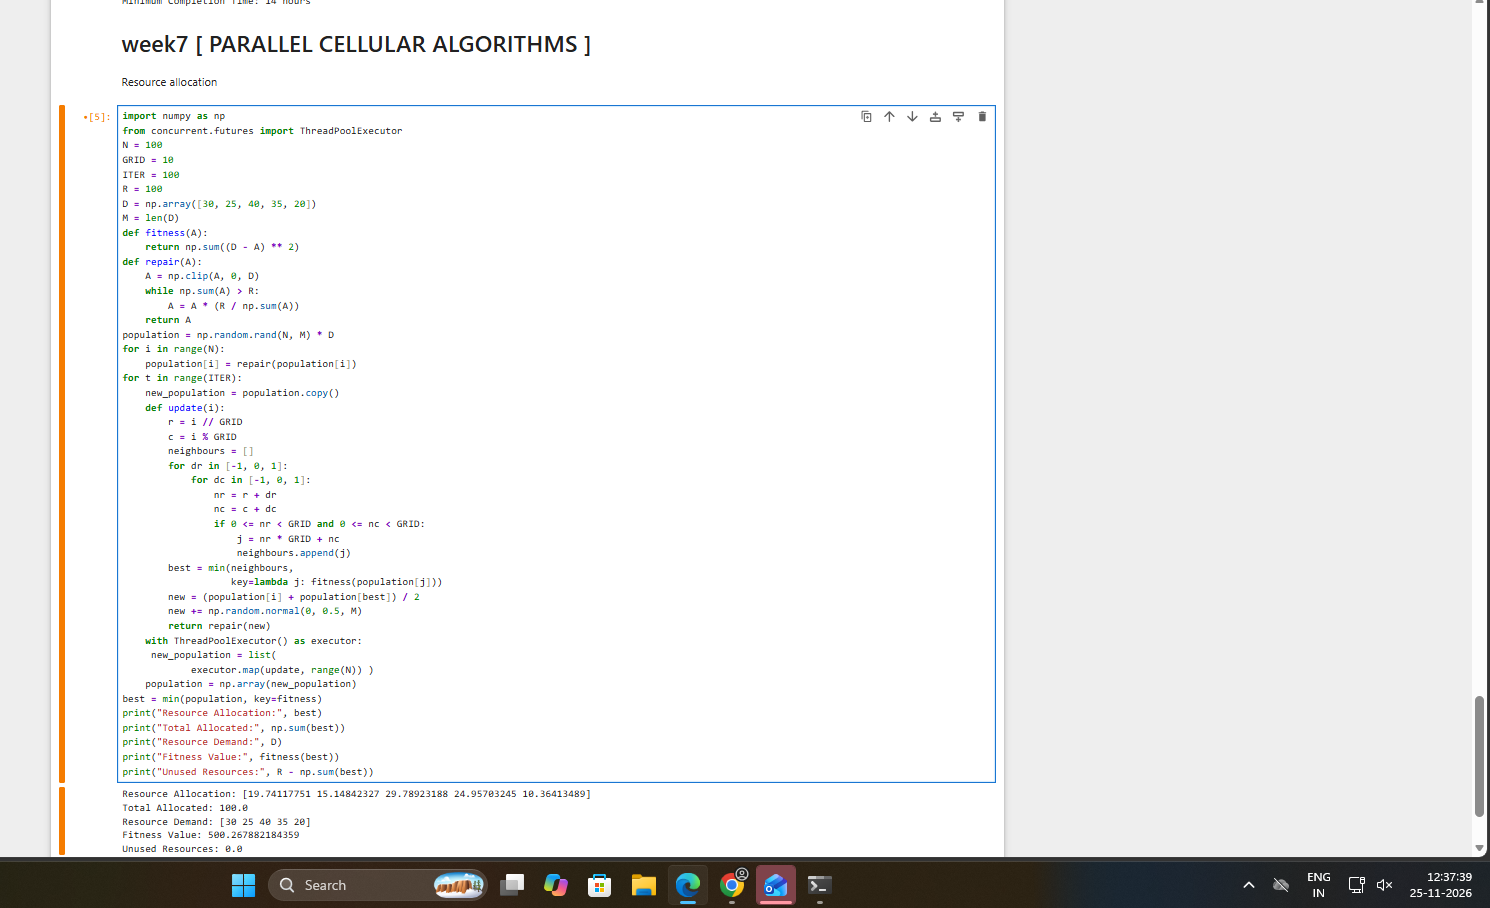 Minimum Completion Time: 14 hours
week7 [ PARALLEL CELLULAR ALGORITHMS ]
Resource allocation
•[5]:
import numpy as np
from concurrent.futures import ThreadPoolExecutor
N = 100
GRID = 10
ITER = 100
R = 100
D = np.array([30, 25, 40, 35, 20])
M = len(D)
def fitness(A):
    return np.sum((D - A) ** 2)
def repair(A):
    A = np.clip(A, 0, D)
    while np.sum(A) > R:
        A = A * (R / np.sum(A))
    return A
population = np.random.rand(N, M) * D
for i in range(N):
    population[i] = repair(population[i])
for t in range(ITER):
    new_population = population.copy()
    def update(i):
        r = i // GRID
        c = i % GRID
        neighbours = []
        for dr in [-1, 0, 1]:
            for dc in [-1, 0, 1]:
                nr = r + dr
                nc = c + dc
                if 0 <= nr < GRID and 0 <= nc < GRID:
                    j = nr * GRID + nc
                    neighbours.append(j)
        best = min(neighbours,
                   key=lambda j: fitness(population[j]))
        new = (population[i] + population[best]) / 2
        new += np.random.normal(0, 0.5, M)
        return repair(new)
    with ThreadPoolExecutor() as executor:
     new_population = list(
            executor.map(update, range(N)) )
    population = np.array(new_population)
best = min(population, key=fitness)
print("Resource Allocation:", best)
print("Total Allocated:", np.sum(best))
print("Resource Demand:", D)
print("Fitness Value:", fitness(best))
print("Unused Resources:", R - np.sum(best))
Resource Allocation: [19.74117751 15.14842327 29.78923188 24.95703245 10.36413489]
Total Allocated: 100.0
Resource Demand: [30 25 40 35 20]
Fitness Value: 500.267882184359
Unused Resources: 0.0
Search
ENG
IN
12:37:39
25-11-2026